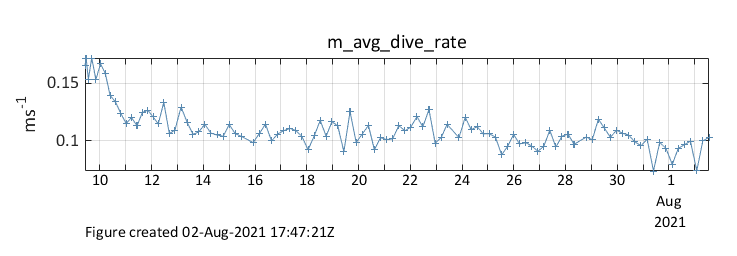 m_avg_dive_rate
0.15
0.1
ms-1
10 12 14 16 18 20 22 24 26 28 30 1
Aug
2021
Figure created 02-Aug-2021 17:47:21Z